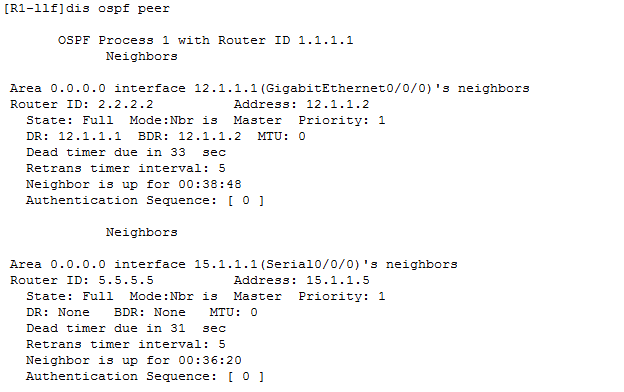 [R1-llf]dis ospf peer
OSPF Process 1 with Router ID 1.1.1.1
Neighbors
Area 0.0.0.0 interface 12.1.1.1(GigabitEthernet0/0/0)'s neighbors
Router ID: 2.2.2.2 Address: 12.1.1.2
State: Full Mode:Nbr is Master Priority: 1
DR: 12.1.1.1 BDR: 12.1.1.2 MTU: 0
Dead timer due in 33 sec
Retrans timer interval: 5
Neighbor is up for 00:38:48
Authentication Sequence: [ 0 ]
Neighbors
Area 0.0.0.0 interface 15.1.1.1(Serial0/0/0)'s neighbors
Router ID: 5.5.5.5 Address: 15.1.1.5
State: Full Mode:Nbr is Master Priority: 1
DR: None BDR: None MTU: 0
Dead timer due in 31 sec
Retrans timer interval: 5
Neighbor is up for 00:36:20
Authentication Sequence: [ 0 ]